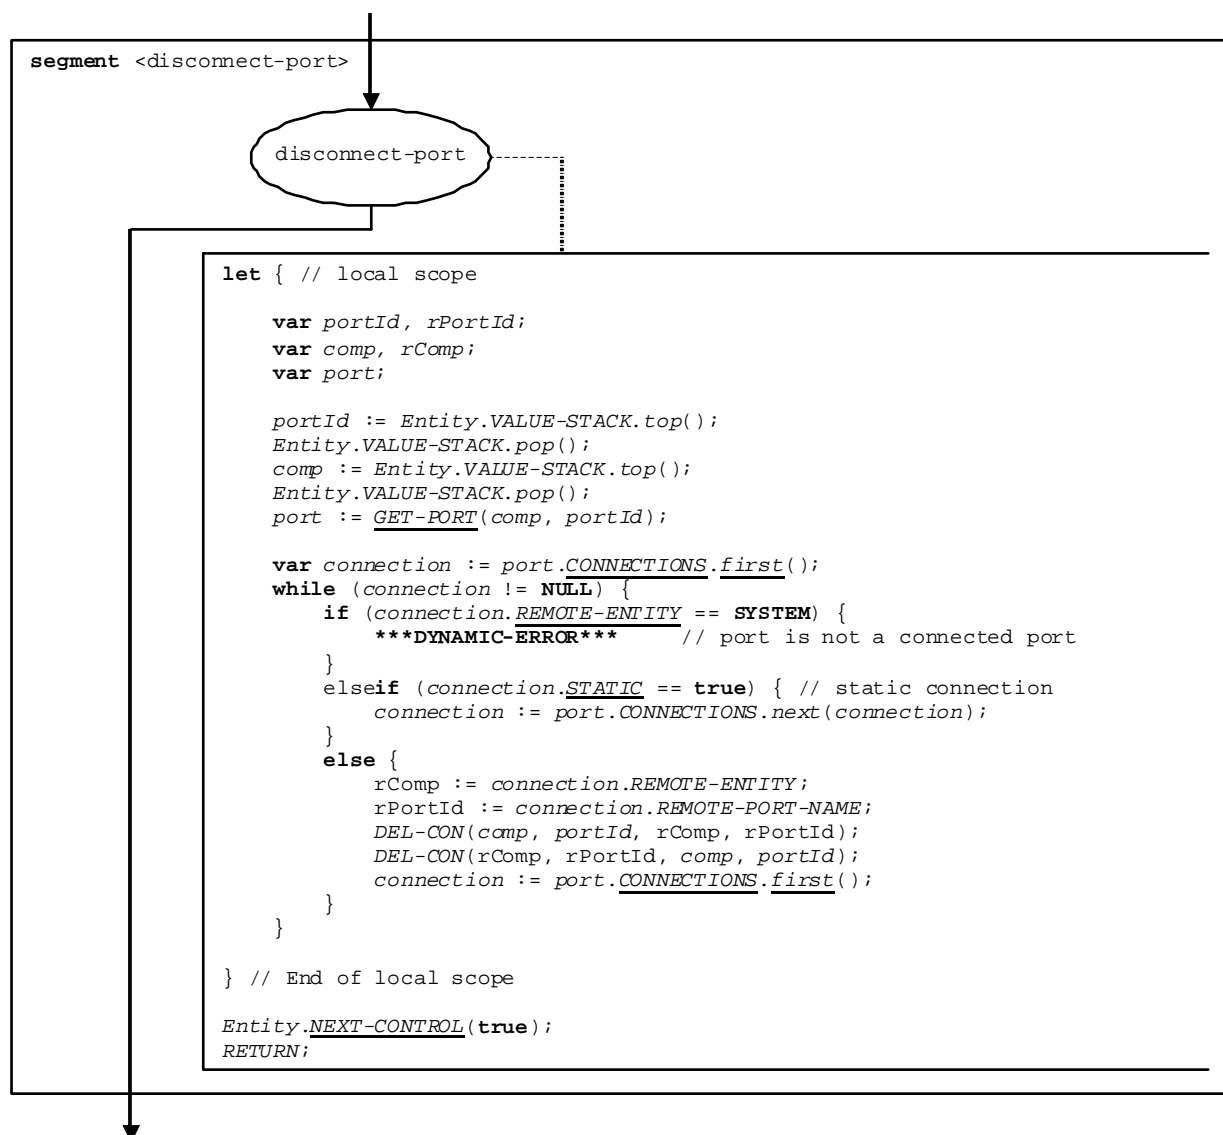 segment <disconnect-port>
disconnect-port
let { // local scope
var portId, rPortId;
var comp, rComp;
var port;
portId := Entity.VALUE-STACK.top();
Entity.VALUE-STACK.pop();
comp := Entity.VALUE-STACK.top();
Entity.VALUE-STACK.pop();
port := GET-PORT(comp, portId);
var connection := port.CONNECTIONS.first();
while (connection != NULL) {
if (connection.REMOTE-ENTITY == SYSTEM) {
***DYNAMIC-ERROR*** // port is not a connected port
}
elseif (connection.STATIC == true) { // static connection
connection := port.CONNECTIONS.next(connection);
}
else {
rComp := connection.REMOTE-ENTITY;
rPortId := connection.REMOTE-PORT-NAME;
DEL-CON(comp, portId, rComp, rPortId);
DEL-CON(rComp, rPortId, comp, portId);
connection := port.CONNECTIONS.first();
}
}
} // End of local scope
Entity.NEXT-CONTROL(true);
RETURN;